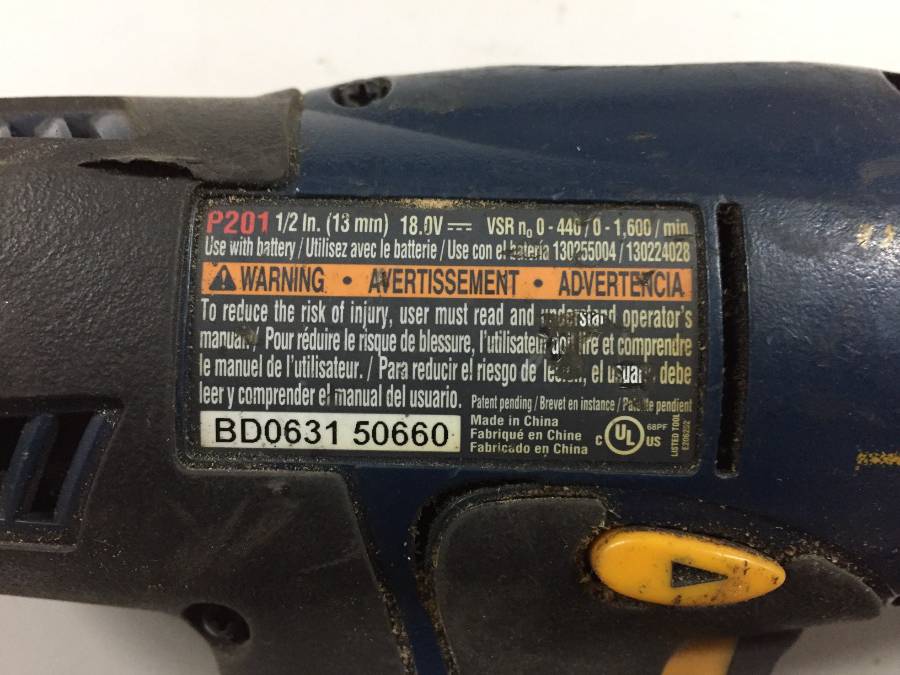 P201 1/2 In. (13 mm) 18.0V VSR n₀ 0 - 440 / 0 - 1,600 / min
Use with battery / Utilisez avec le batterie / Use con el bateria 130255004 / 130224028
WARNING • AVERTISSEMENT • ADVERTENCIA
To reduce the risk of injury, user must read and understand operator's
manual. / Pour réduire le risque de blessure, l'utilisateur doit lire et comprendre
le manuel de l'utilisateur. / Para reducir el riesgo de lesión, el usuario debe
leer y comprender el manual del usuario.
Patent pending / Brevet en instance / Patente pendient
BD0631 50660
Made in China
Fabriqué en Chine
Fabricado en China
C UL US
68PF
LISTED TOOL
E206202